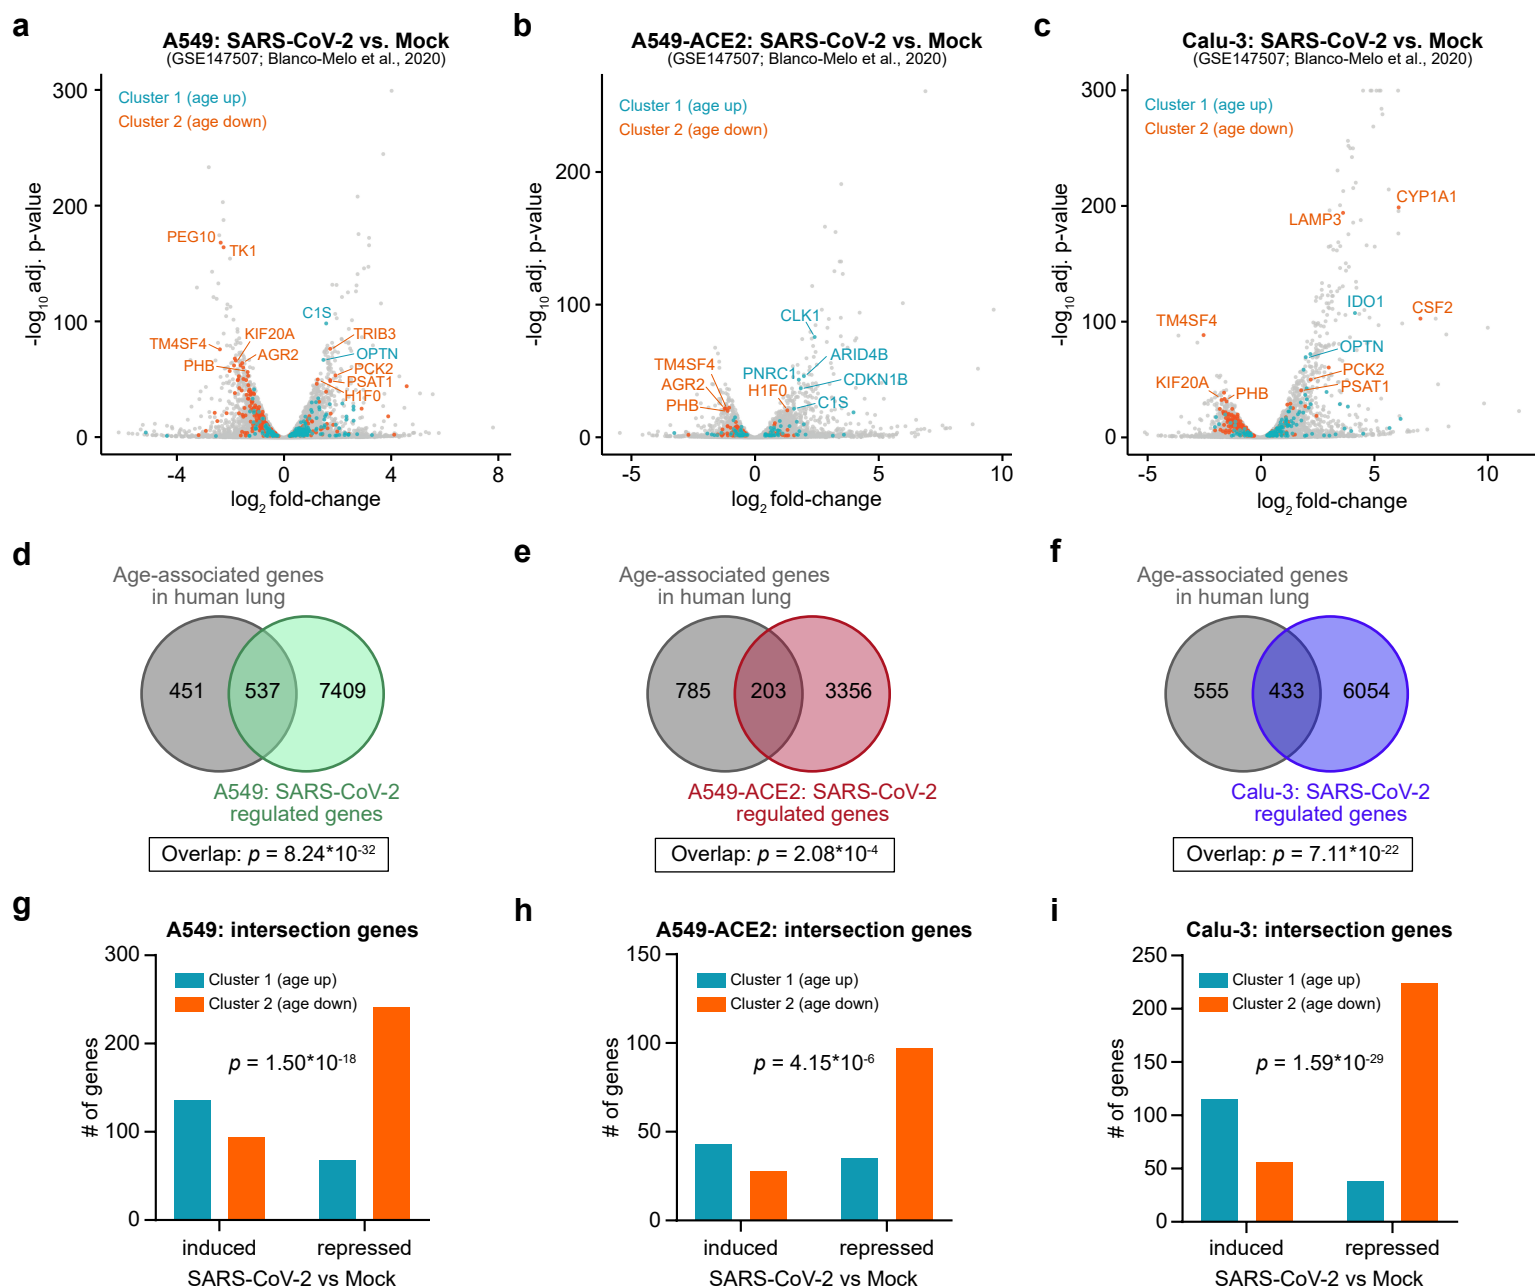 a
A549: SARS-CoV-2 vs. Mock
(GSE147507; Blanco-Melo et al., 2020)
Cluster 1 (age up)
Cluster 2 (age down)
-log10 adj. p-value
300
200
100
0
PEG10
TK1
C1S
TM4SF4
KIF20A
TRIB3
PHB
AGR2
OPTN
PCK2
PSAT1
H1F0
-4
0
4
8
log2 fold-change
b
A549-ACE2: SARS-CoV-2 vs. Mock
(GSE147507; Blanco-Melo et al., 2020)
Cluster 1 (age up)
Cluster 2 (age down)
-log10 adj. p-value
200
100
0
CLK1
TM4SF4
PNRC1
ARID4B
AGR2
H1F0
CDKN1B
PHB
C1S
-5
0
5
10
log2 fold-change
c
Calu-3: SARS-CoV-2 vs. Mock
(GSE147507; Blanco-Melo et al., 2020)
Cluster 1 (age up)
Cluster 2 (age down)
-log10 adj. p-value
300
200
100
0
CYP1A1
LAMP3
IDO1
CSF2
TM4SF4
OPTN
PCK2
KIF20A
PHB
PSAT1
-5
0
5
10
log2 fold-change
d
Age-associated genes
in human lung
451
537
7409
A549: SARS-CoV-2
regulated genes
Overlap: p = 8.24*10-32
e
Age-associated genes
in human lung
785
203
3356
A549-ACE2: SARS-CoV-2
regulated genes
Overlap: p = 2.08*10-4
f
Age-associated genes
in human lung
555
433
6054
Calu-3: SARS-CoV-2
regulated genes
Overlap: p = 7.11*10-22
g
A549: intersection genes
300
200
100
0
# of genes
Cluster 1 (age up)
Cluster 2 (age down)
p = 1.50*10-18
induced
repressed
SARS-CoV-2 vs Mock
h
A549-ACE2: intersection genes
150
100
50
0
# of genes
Cluster 1 (age up)
Cluster 2 (age down)
p = 4.15*10-6
induced
repressed
SARS-CoV-2 vs Mock
i
Calu-3: intersection genes
250
200
150
100
50
0
# of genes
Cluster 1 (age up)
Cluster 2 (age down)
p = 1.59*10-29
induced
repressed
SARS-CoV-2 vs Mock